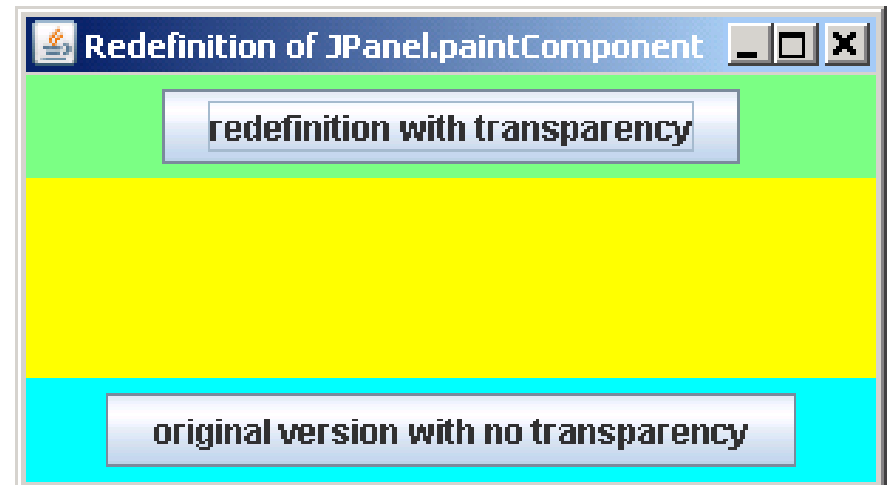 Redefinition of JPanel.paintComponent
redefinition with transparency
original version with no transparency